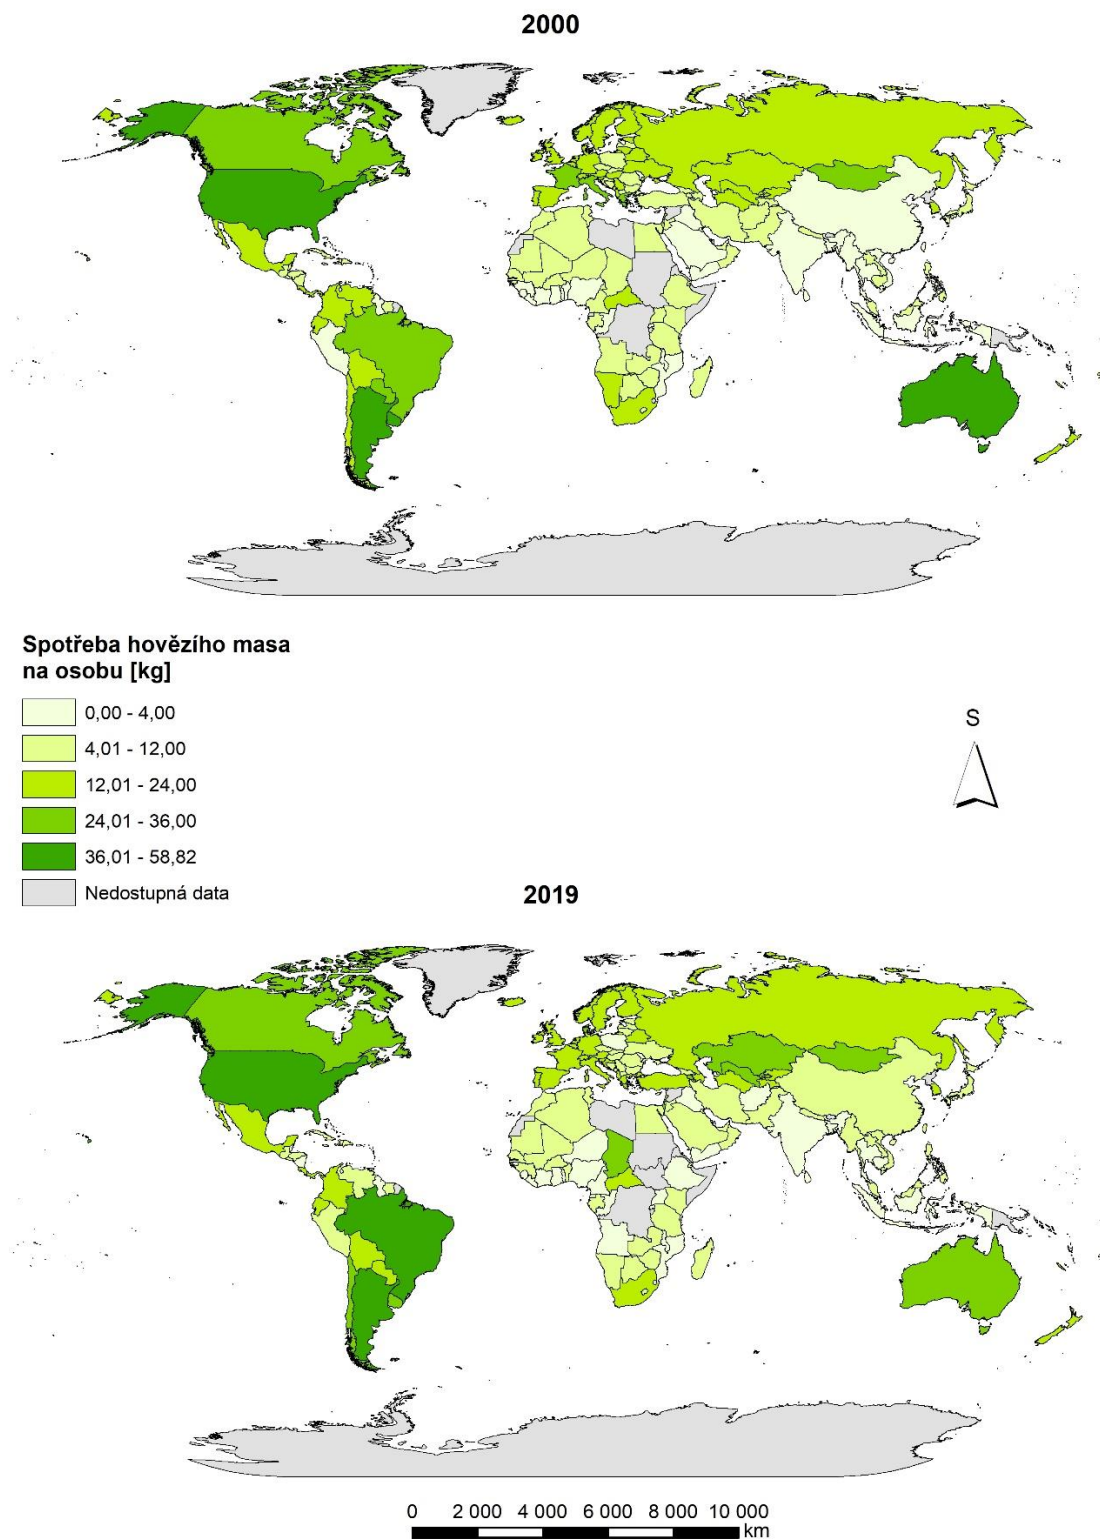 2000
Spotřeba hovězího masa
na osobu [kg]
0,00 - 4,00
4,01 - 12,00
12,01 - 24,00
24,01 - 36,00
36,01 - 58,82
Nedostupná data
S
2019
0 2 000 4 000 6 000 8 000 10 000
km